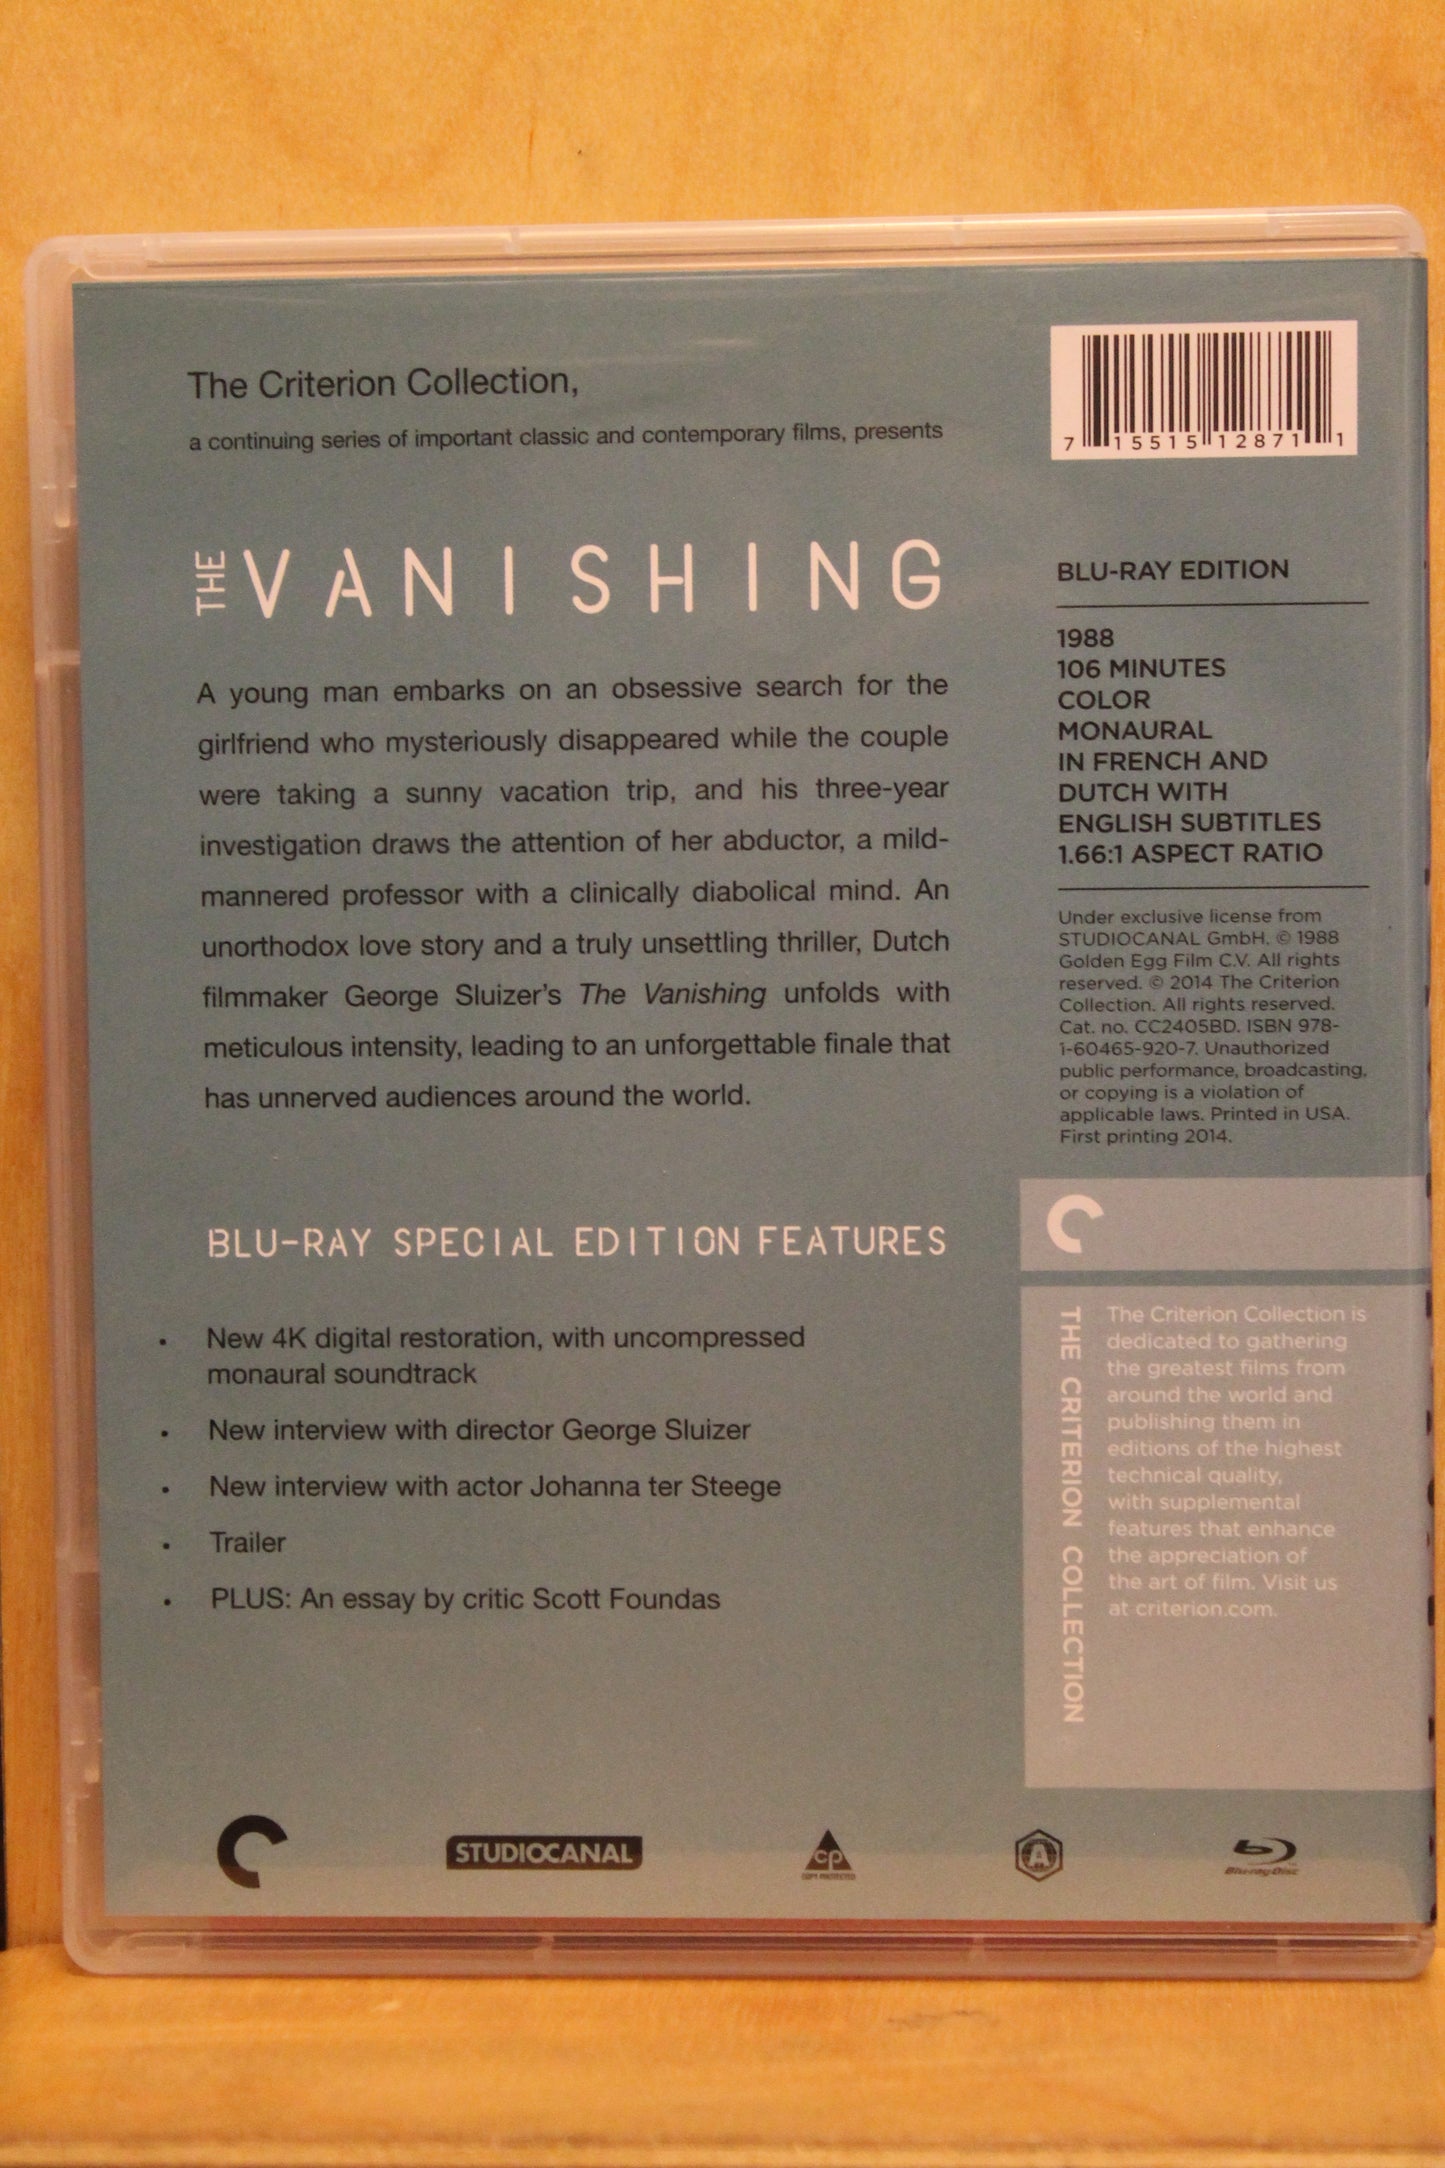 The Criterion Collection,
a continuing series of important classic and contemporary films, presents
THE VANISHING
A young man embarks on an obsessive search for the
girlfriend who mysteriously disappeared while the couple
were taking a sunny vacation trip, and his three-year
investigation draws the attention of her abductor, a mild-
mannered professor with a clinically diabolical mind. An
unorthodox love story and a truly unsettling thriller, Dutch
filmmaker George Sluizer's The Vanishing unfolds with
meticulous intensity, leading to an unforgettable finale that
has unnerved audiences around the world.
BLU-RAY SPECIAL EDITION FEATURES
• New 4K digital restoration, with uncompressed
monaural soundtrack
• New interview with director George Sluizer
• New interview with actor Johanna ter Steege
• Trailer
• PLUS: An essay by critic Scott Foundas
7 15515 12871 1
BLU-RAY EDITION
1988
106 MINUTES
COLOR
MONAURAL
IN FRENCH AND
DUTCH WITH
ENGLISH SUBTITLES
1.66:1 ASPECT RATIO
Under exclusive license from
STUDIOCANAL GmbH. © 1988
Golden Egg Film C.V. All rights
reserved. © 2014 The Criterion
Collection. All rights reserved.
Cat. no. CC2405BD. ISBN 978-
1-60465-920-7. Unauthorized
public performance, broadcasting,
or copying is a violation of
applicable laws. Printed in USA.
First printing 2014.
THE CRITERION COLLECTION
The Criterion Collection is
dedicated to gathering
the greatest films from
around the world and
publishing them in
editions of the highest
technical quality,
with supplemental
features that enhance
the appreciation of
the art of film. Visit us
at criterion.com.
STUDIOCANAL
cp
COPY PROTECTED
A
Blu-ray Disc